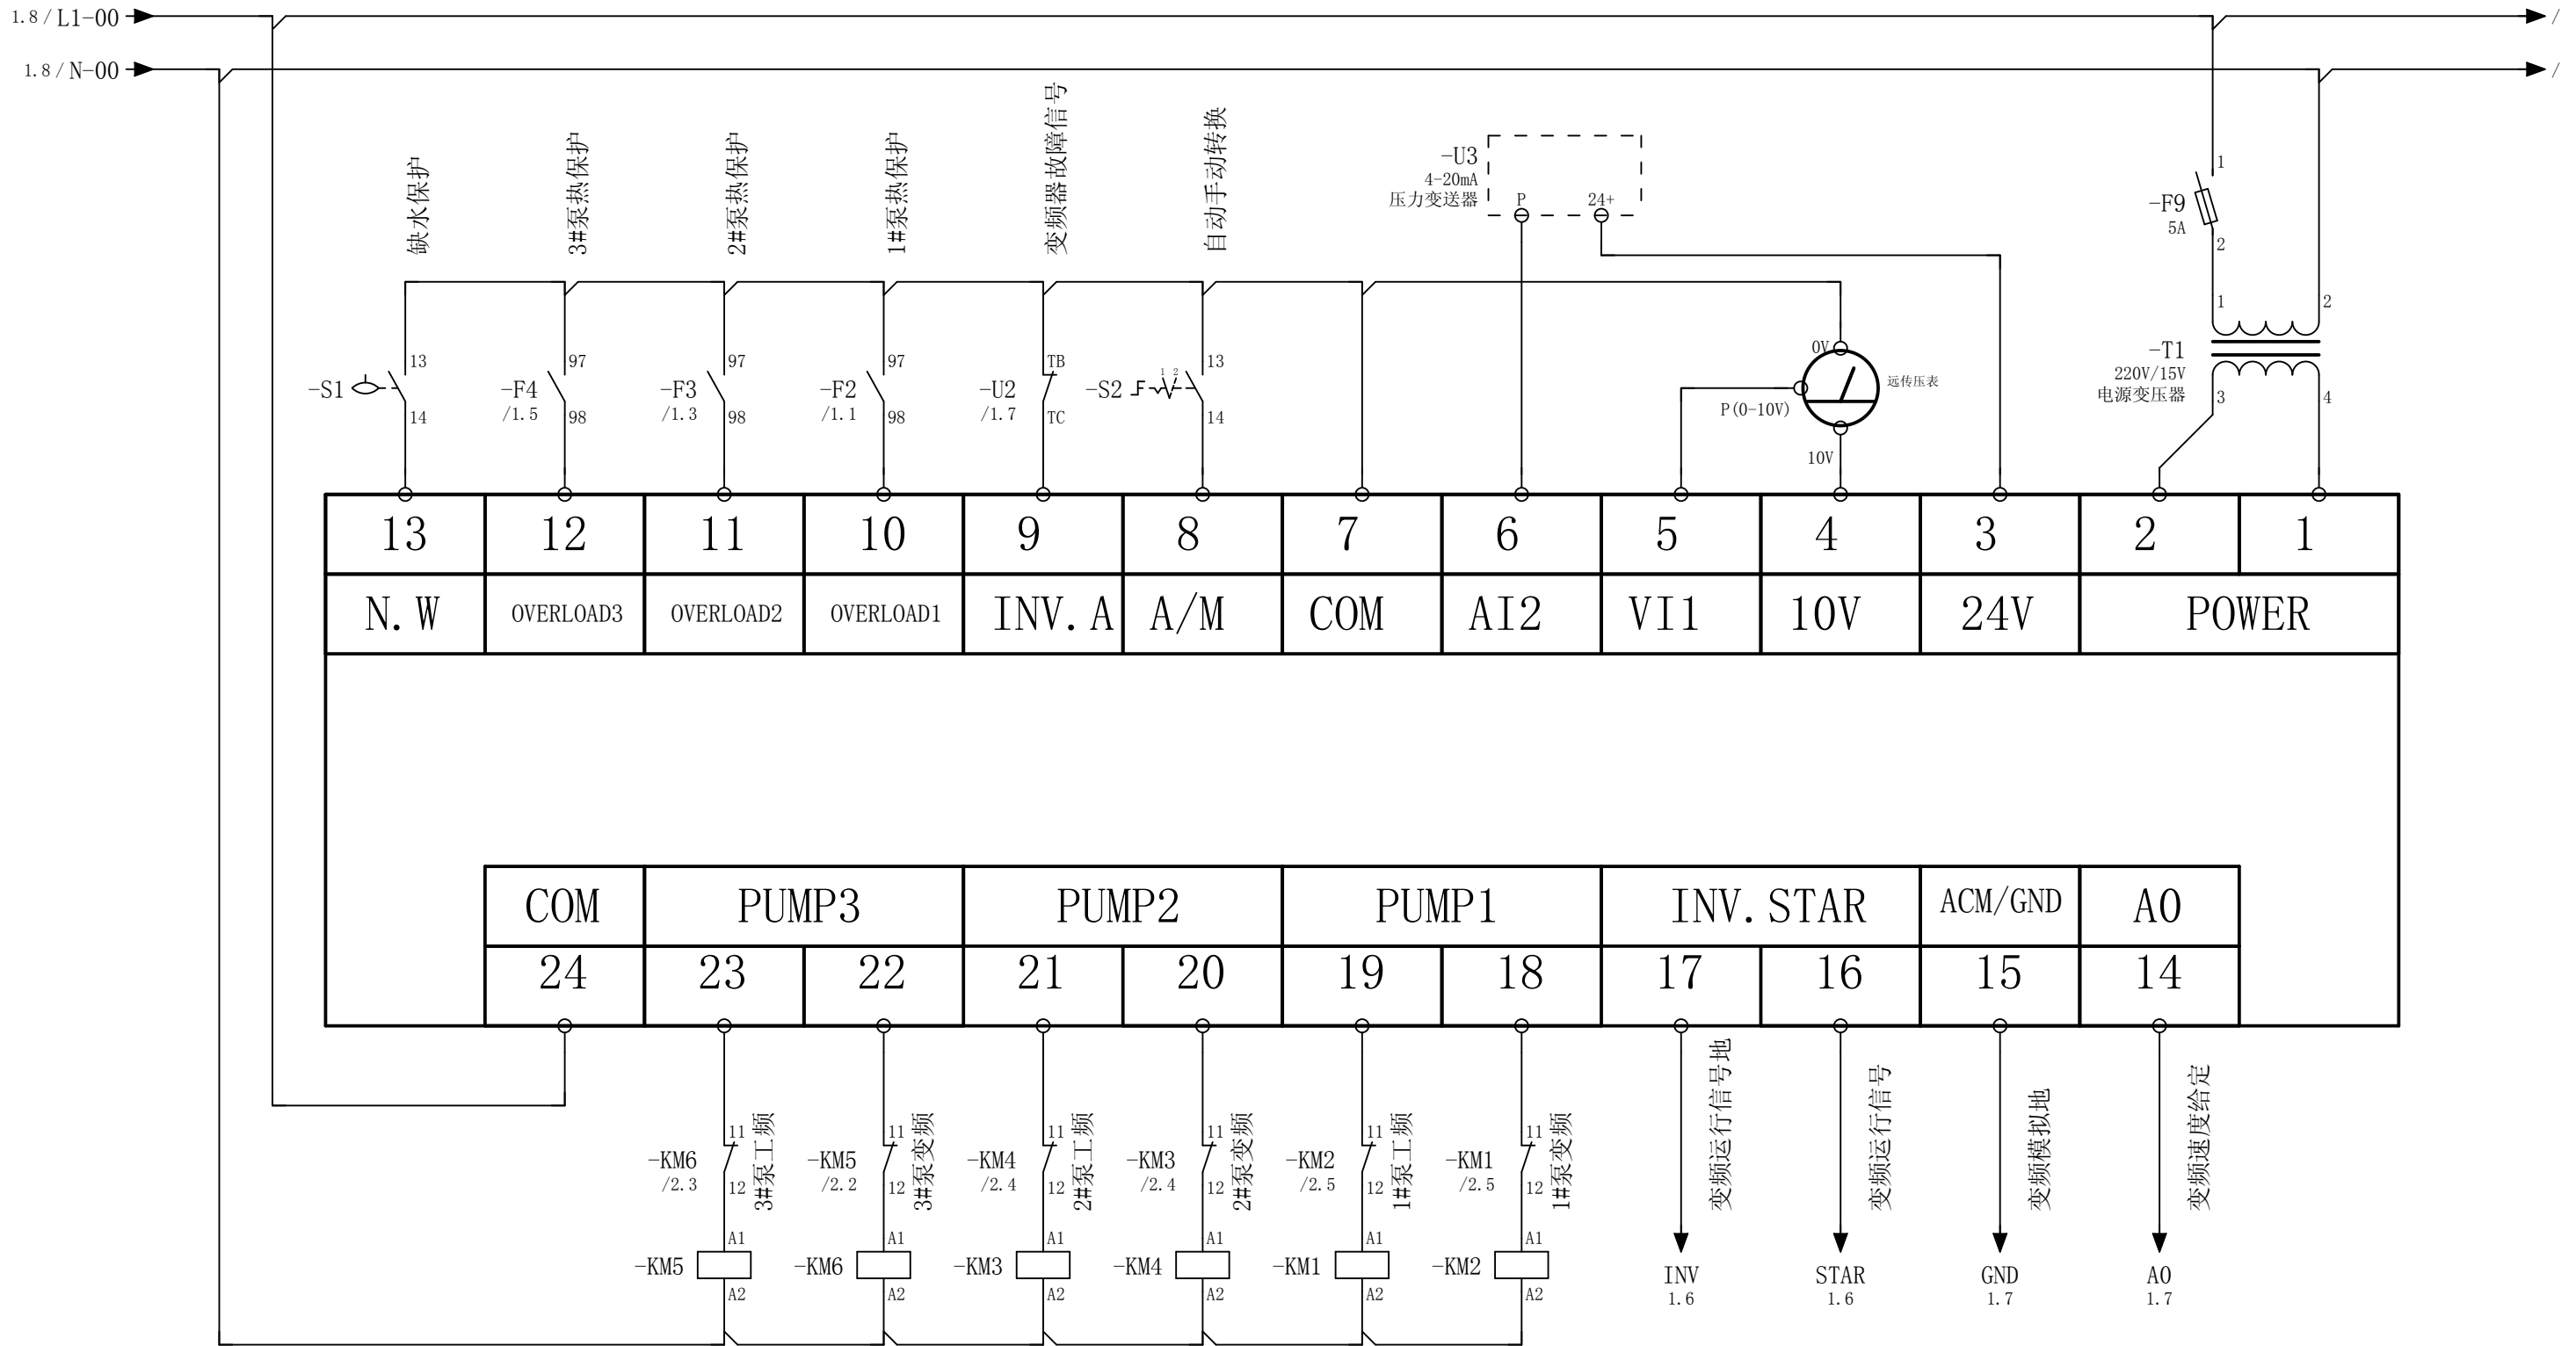 1.8 / L1-00
/
1.8 / N-00
/
缺水保护
3#泵热保护
2#泵热保护
1#泵热保护
变频器故障信号
自动手动转换
-U3
4-20mA
压力变送器
P
24+
1
-F9
5A
2
1
2
-T1
220V/15V
电源变压器
3
4
-S1
13
14
-F4
/1.5
97
98
-F3
/1.3
97
98
-F2
/1.1
97
98
-U2
/1.7
TB
TC
-S2
1 2
13
14
0V
远传压表
P(0-10V)
10V
13 12 11 10 9 8 7 6 5 4 3 2 1
N.W OVERLOAD3 OVERLOAD2 OVERLOAD1 INV.A A/M COM AI2 VI1 10V 24V POWER
COM PUMP3 PUMP2 PUMP1 INV.STAR ACM/GND AO
24 23 22 21 20 19 18 17 16 15 14
-KM6
/2.3
11
12
3#泵工频
-KM5
/2.2
11
12
3#泵变频
-KM4
/2.4
11
12
2#泵工频
-KM3
/2.4
11
12
2#泵变频
-KM2
/2.5
11
12
1#泵工频
-KM1
/2.5
11
12
1#泵变频
变频运行信号地
变频运行信号
变频模拟地
变频速度给定
-KM5
A1
A2
-KM6
A1
A2
-KM3
A1
A2
-KM4
A1
A2
-KM1
A1
A2
-KM2
A1
A2
INV
1.6
STAR
1.6
GND
1.7
AO
1.7